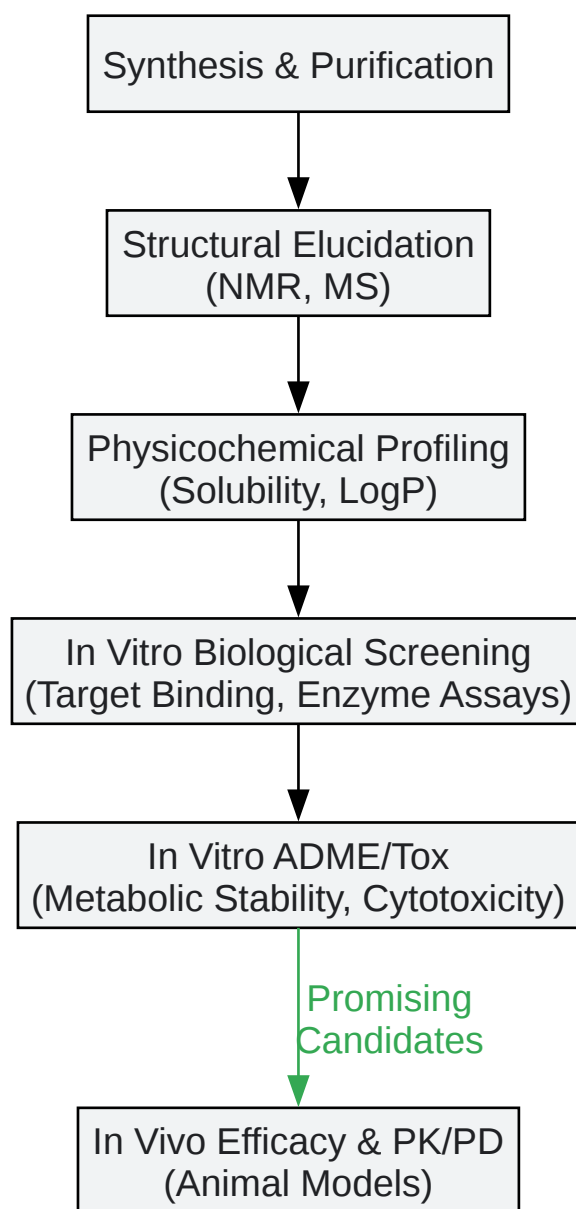 Synthesis & Purification
Structural Elucidation
(NMR, MS)
Physicochemical Profiling
(Solubility, LogP)
In Vitro Biological Screening
(Target Binding, Enzyme Assays)
In Vitro ADME/Tox
(Metabolic Stability, Cytotoxicity)
Promising
Candidates
In Vivo Efficacy & PK/PD
(Animal Models)